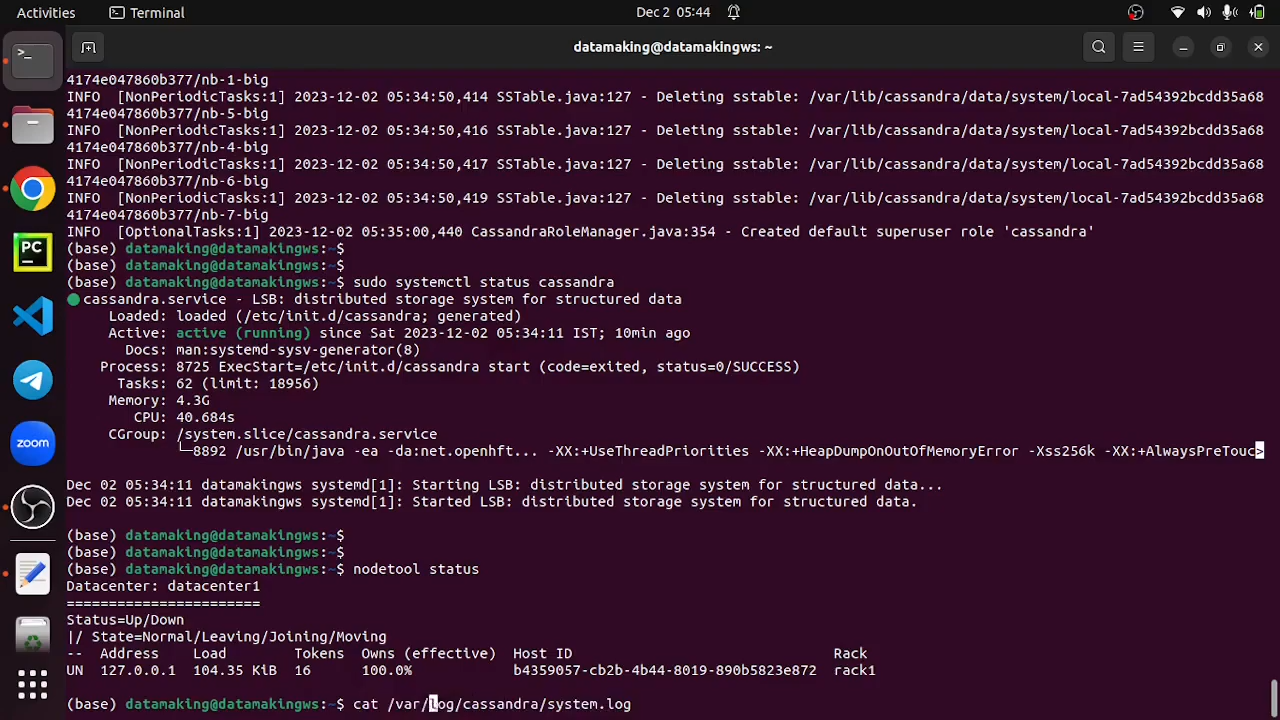 Activities Terminal Dec 2 05:44
datamaking@datamakingws: ~
4174e047860b377/nb-1-big
INFO [NonPeriodicTasks:1] 2023-12-02 05:34:50,414 SSTable.java:127 - Deleting sstable: /var/lib/cassandra/data/system/local-7ad54392bcdd35a68
4174e047860b377/nb-5-big
INFO [NonPeriodicTasks:1] 2023-12-02 05:34:50,416 SSTable.java:127 - Deleting sstable: /var/lib/cassandra/data/system/local-7ad54392bcdd35a68
4174e047860b377/nb-4-big
INFO [NonPeriodicTasks:1] 2023-12-02 05:34:50,417 SSTable.java:127 - Deleting sstable: /var/lib/cassandra/data/system/local-7ad54392bcdd35a68
4174e047860b377/nb-6-big
INFO [NonPeriodicTasks:1] 2023-12-02 05:34:50,419 SSTable.java:127 - Deleting sstable: /var/lib/cassandra/data/system/local-7ad54392bcdd35a68
4174e047860b377/nb-7-big
INFO [OptionalTasks:1] 2023-12-02 05:35:00,440 CassandraRoleManager.java:354 - Created default superuser role 'cassandra'
(base) datamaking@datamakingws:~$
(base) datamaking@datamakingws:~$
(base) datamaking@datamakingws:~$ sudo systemctl status cassandra
● cassandra.service - LSB: distributed storage system for structured data
Loaded: loaded (/etc/init.d/cassandra; generated)
Active: active (running) since Sat 2023-12-02 05:34:11 IST; 10min ago
Docs: man:systemd-sysv-generator(8)
Process: 8725 ExecStart=/etc/init.d/cassandra start (code=exited, status=0/SUCCESS)
Tasks: 62 (limit: 18956)
Memory: 4.3G
CPU: 40.684s
CGroup: /system.slice/cassandra.service
└─8892 /usr/bin/java -ea -da:net.openhft... -XX:+UseThreadPriorities -XX:+HeapDumpOnOutOfMemoryError -Xss256k -XX:+AlwaysPreTouc>
Dec 02 05:34:11 datamakingws systemd[1]: Starting LSB: distributed storage system for structured data...
Dec 02 05:34:11 datamakingws systemd[1]: Started LSB: distributed storage system for structured data.
(base) datamaking@datamakingws:~$
(base) datamaking@datamakingws:~$
(base) datamaking@datamakingws:~$ nodetool status
Datacenter: datacenter1
=======================
Status=Up/Down
|/ State=Normal/Leaving/Joining/Moving
-- Address Load Tokens Owns (effective) Host ID Rack
UN 127.0.0.1 104.35 KiB 16 100.0% b4359057-cb2b-4b44-8019-890b5823e872 rack1
(base) datamaking@datamakingws:~$ cat /var/log/cassandra/system.log
PC
zoom